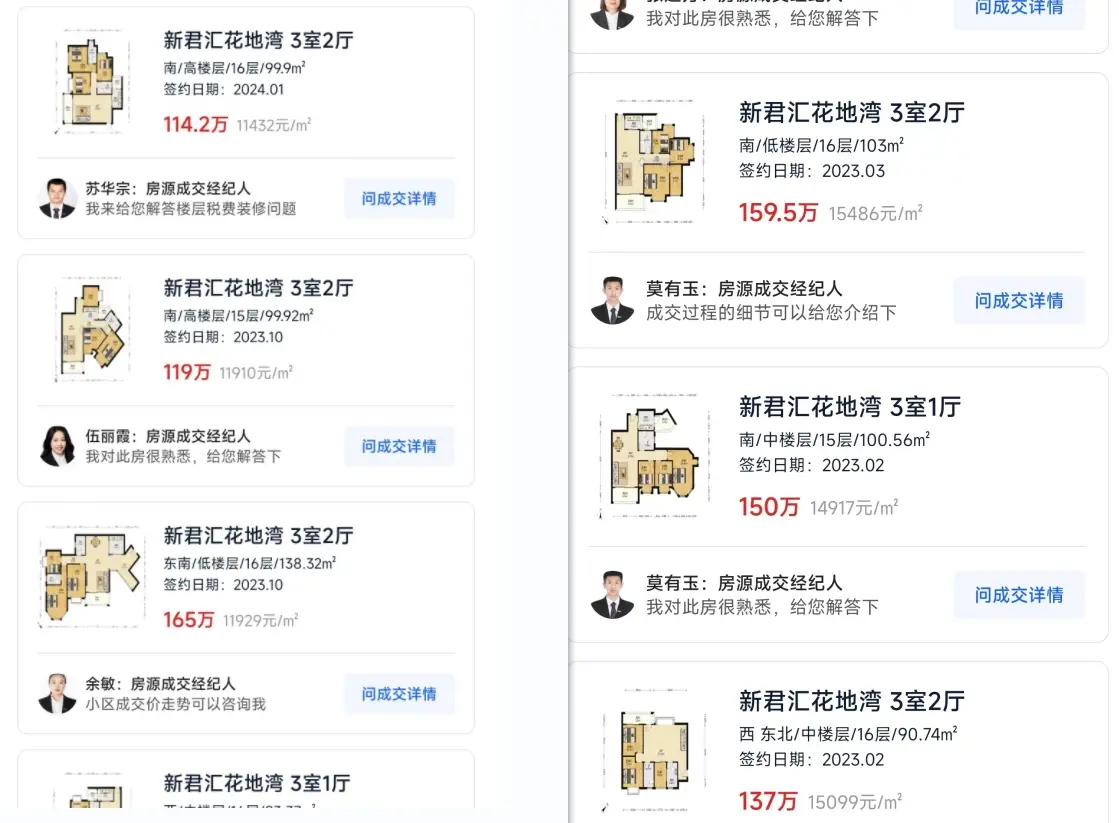 新君汇花地湾 3室2厅
南/高楼层/16层/99.9m²
签约日期：2024.01
114.2万 11432元/m²
苏华宗：房源成交经纪人
我来给您解答楼层税费装修问题
问成交详情
新君汇花地湾 3室2厅
南/高楼层/15层/99.92m²
签约日期：2023.10
119万 11910元/m²
伍丽霞：房源成交经纪人
我对此房很熟悉，给您解答下
问成交详情
新君汇花地湾 3室2厅
东南/低楼层/16层/138.32m²
签约日期：2023.10
165万 11929元/m²
余敏：房源成交经纪人
小区成交价走势可以咨询我
问成交详情
新君汇花地湾 3室1厅
我对此房很熟悉，给您解答下
问成交详情
新君汇花地湾 3室2厅
南/低楼层/16层/103m²
签约日期：2023.03
159.5万 15486元/m²
莫有玉：房源成交经纪人
成交过程的细节可以给您介绍下
问成交详情
新君汇花地湾 3室1厅
南/中楼层/15层/100.56m²
签约日期：2023.02
150万 14917元/m²
莫有玉：房源成交经纪人
我对此房很熟悉，给您解答下
问成交详情
新君汇花地湾 3室2厅
西 东北/中楼层/16层/90.74m²
签约日期：2023.02
137万 15099元/m²